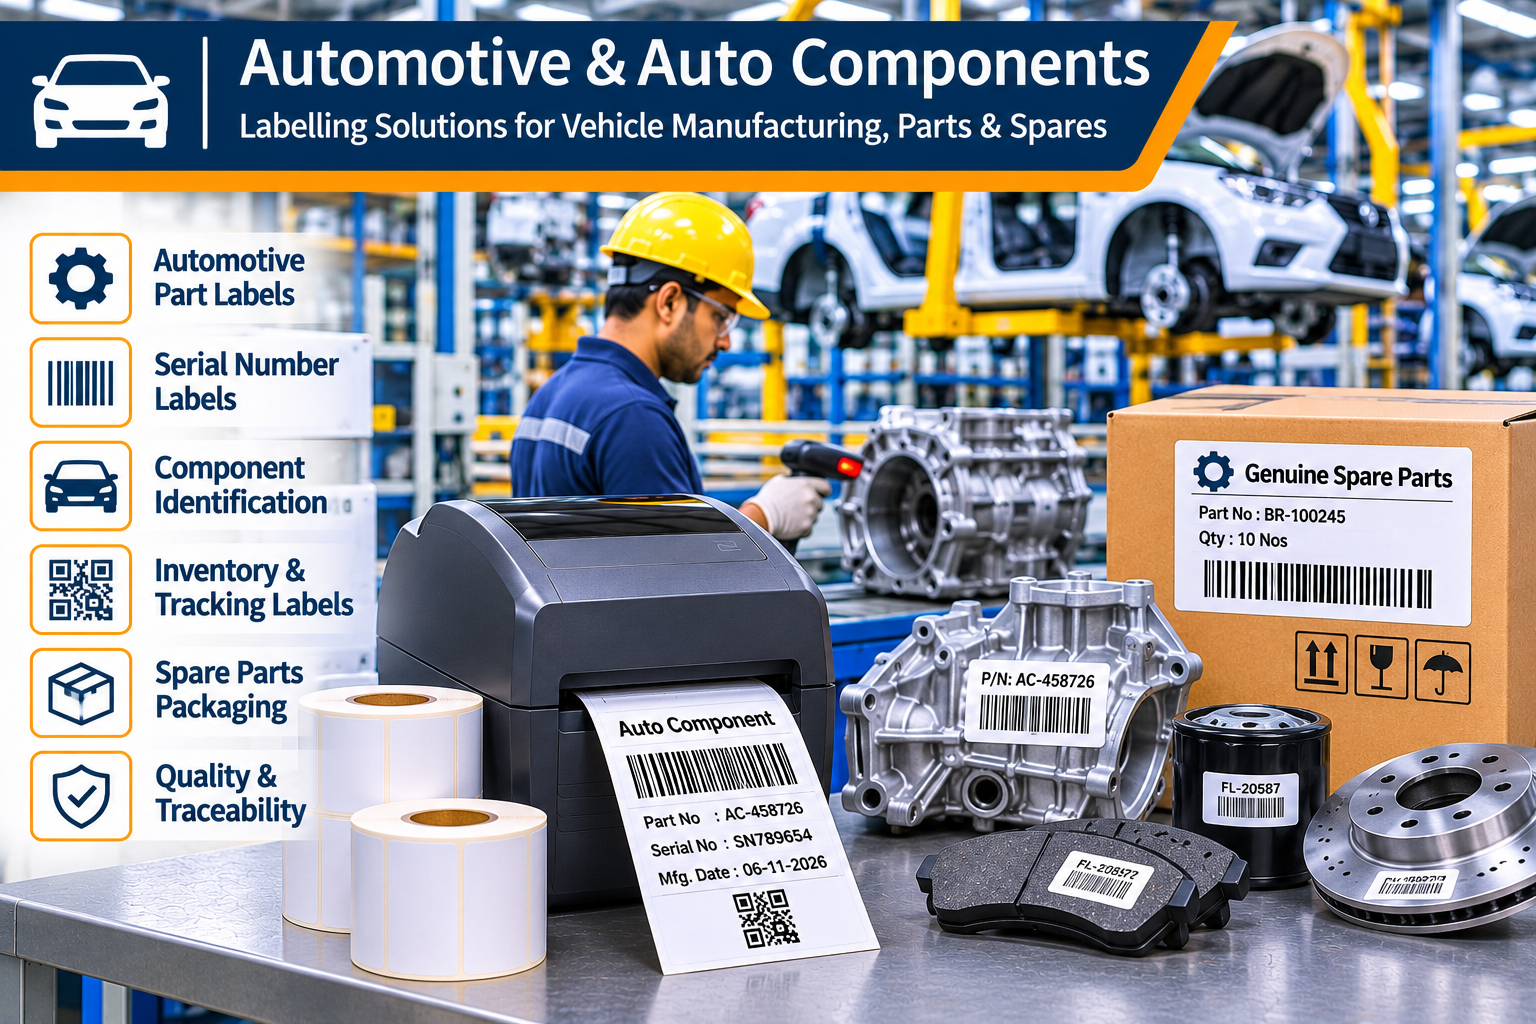 Automotive & Auto Components
Labelling Solutions for Vehicle Manufacturing, Parts & Spares
Automotive
Part Labels
Serial Number
Labels
Component
Identification
Inventory &
Tracking Labels
Spare Parts
Packaging
Quality &
Traceability
Auto Component
Part No : AC-458726
Serial No : SN789654
Mfg. Date : 06-11-2026
P/N: AC-458726
Genuine Spare Parts
Part No : BR-100245
Qty : 10 Nos
FL-20587